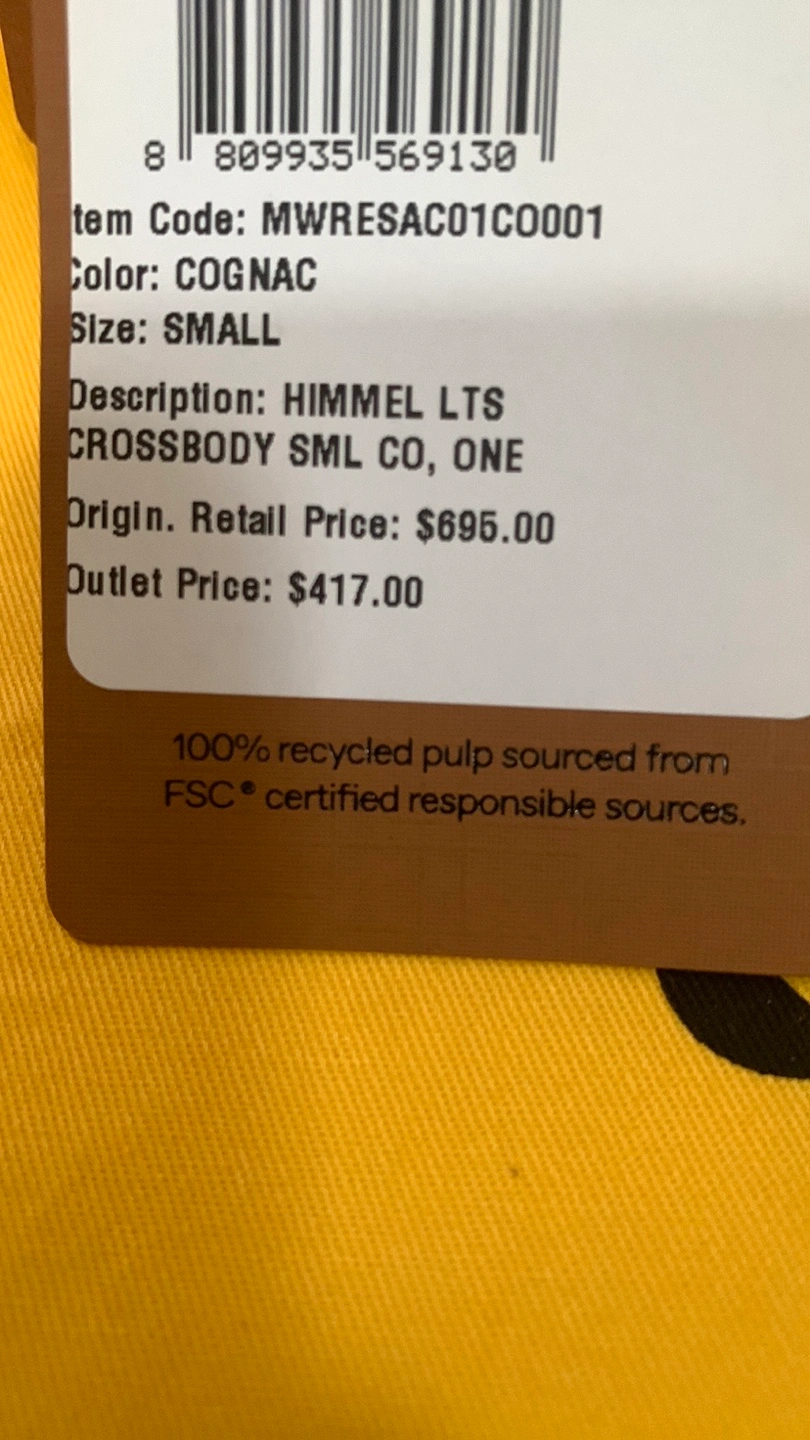 8 809935 569130
tem Code: MWRESAC01CO001
Color: COGNAC
Size: SMALL
Description: HIMMEL LTS
CROSSBODY SML CO, ONE
Origin. Retail Price: $695.00
Outlet Price: $417.00
100% recycled pulp sourced from
FSC® certified responsible sources.